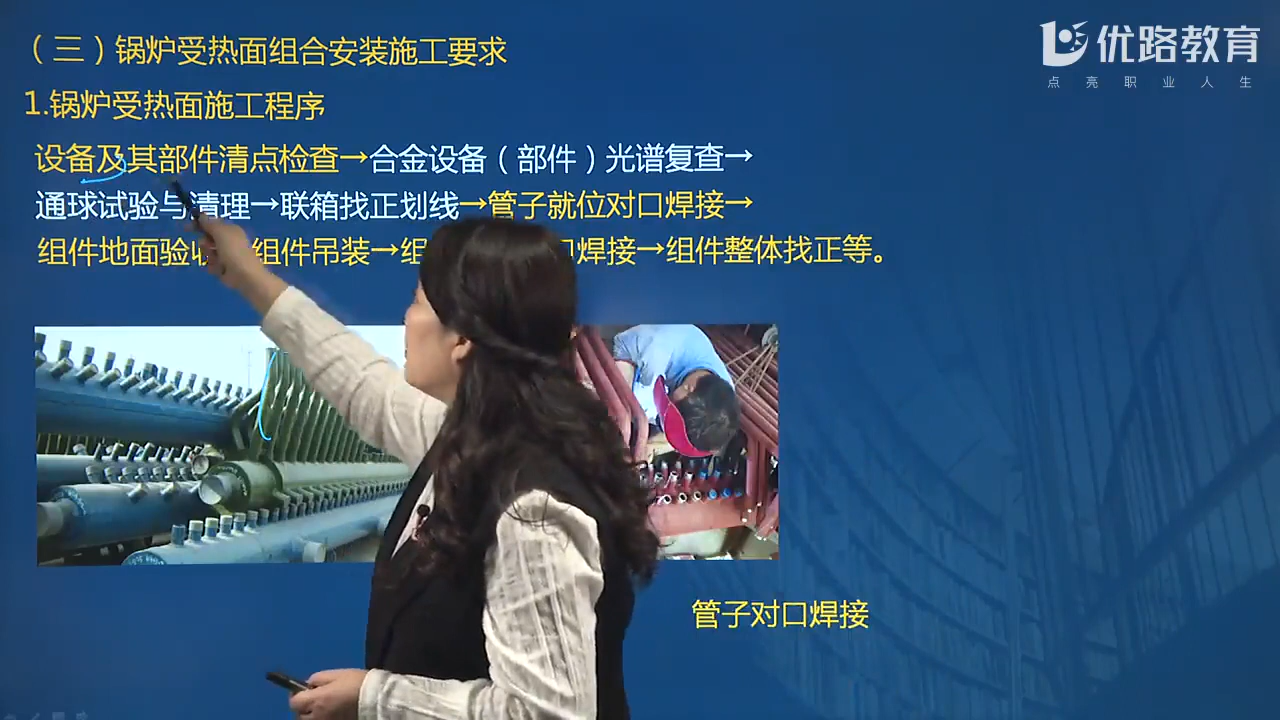 （三）锅炉受热面组合安装施工要求
优路教育
点亮职业人生
1.锅炉受热面施工程序
设备及其部件清点检查→合金设备（部件）光谱复查→
通球试验与清理→联箱找正划线→管子就位对口焊接→
组件地面验收 组件吊装→组 焊接→组件整体找正等。
管子对口焊接